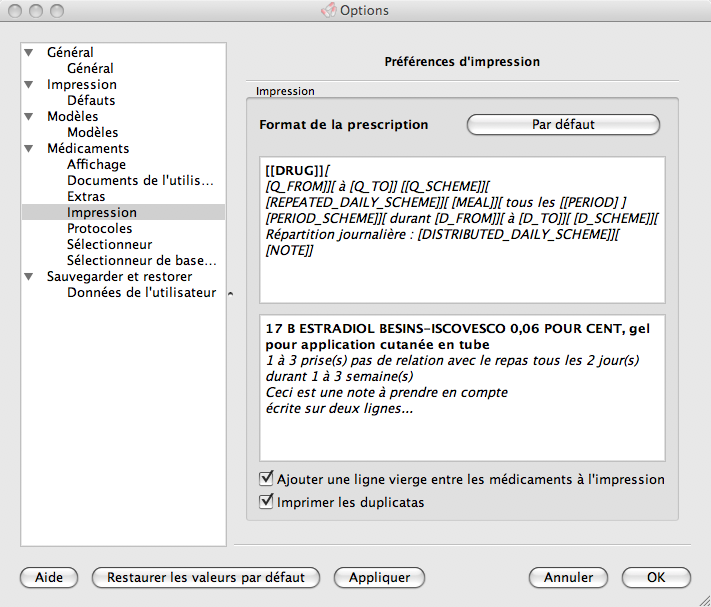 Options
Général
Général
Impression
Défauts
Modèles
Modèles
Médicaments
Affichage
Documents de l'utilis...
Extras
Impression
Protocoles
Sélectionneur
Sélectionneur de base...
Sauvegarder et restorer
Données de l'utilisateur
Préférences d'impression
Impression
Format de la prescription
Par défaut
[[DRUG]][
[Q_FROM]][ à [Q_TO]] [[Q_SCHEME]][
[REPEATED_DAILY_SCHEME]][ [MEAL]][ tous les [[PERIOD] ]
[PERIOD_SCHEME]][ durant [D_FROM]][ à [D_TO]][ [D_SCHEME]][
Répartition journalière : [DISTRIBUTED_DAILY_SCHEME]][
[NOTE]]
17 B ESTRADIOL BESINS-ISCOVESCO 0,06 POUR CENT, gel
pour application cutanée en tube
1 à 3 prise(s) pas de relation avec le repas tous les 2 jour(s)
durant 1 à 3 semaine(s)
Ceci est une note à prendre en compte
écrite sur deux lignes...
Ajouter une ligne vierge entre les médicaments à l'impression
Imprimer les duplicatas
Aide
Restaurer les valeurs par défaut
Appliquer
Annuler
OK